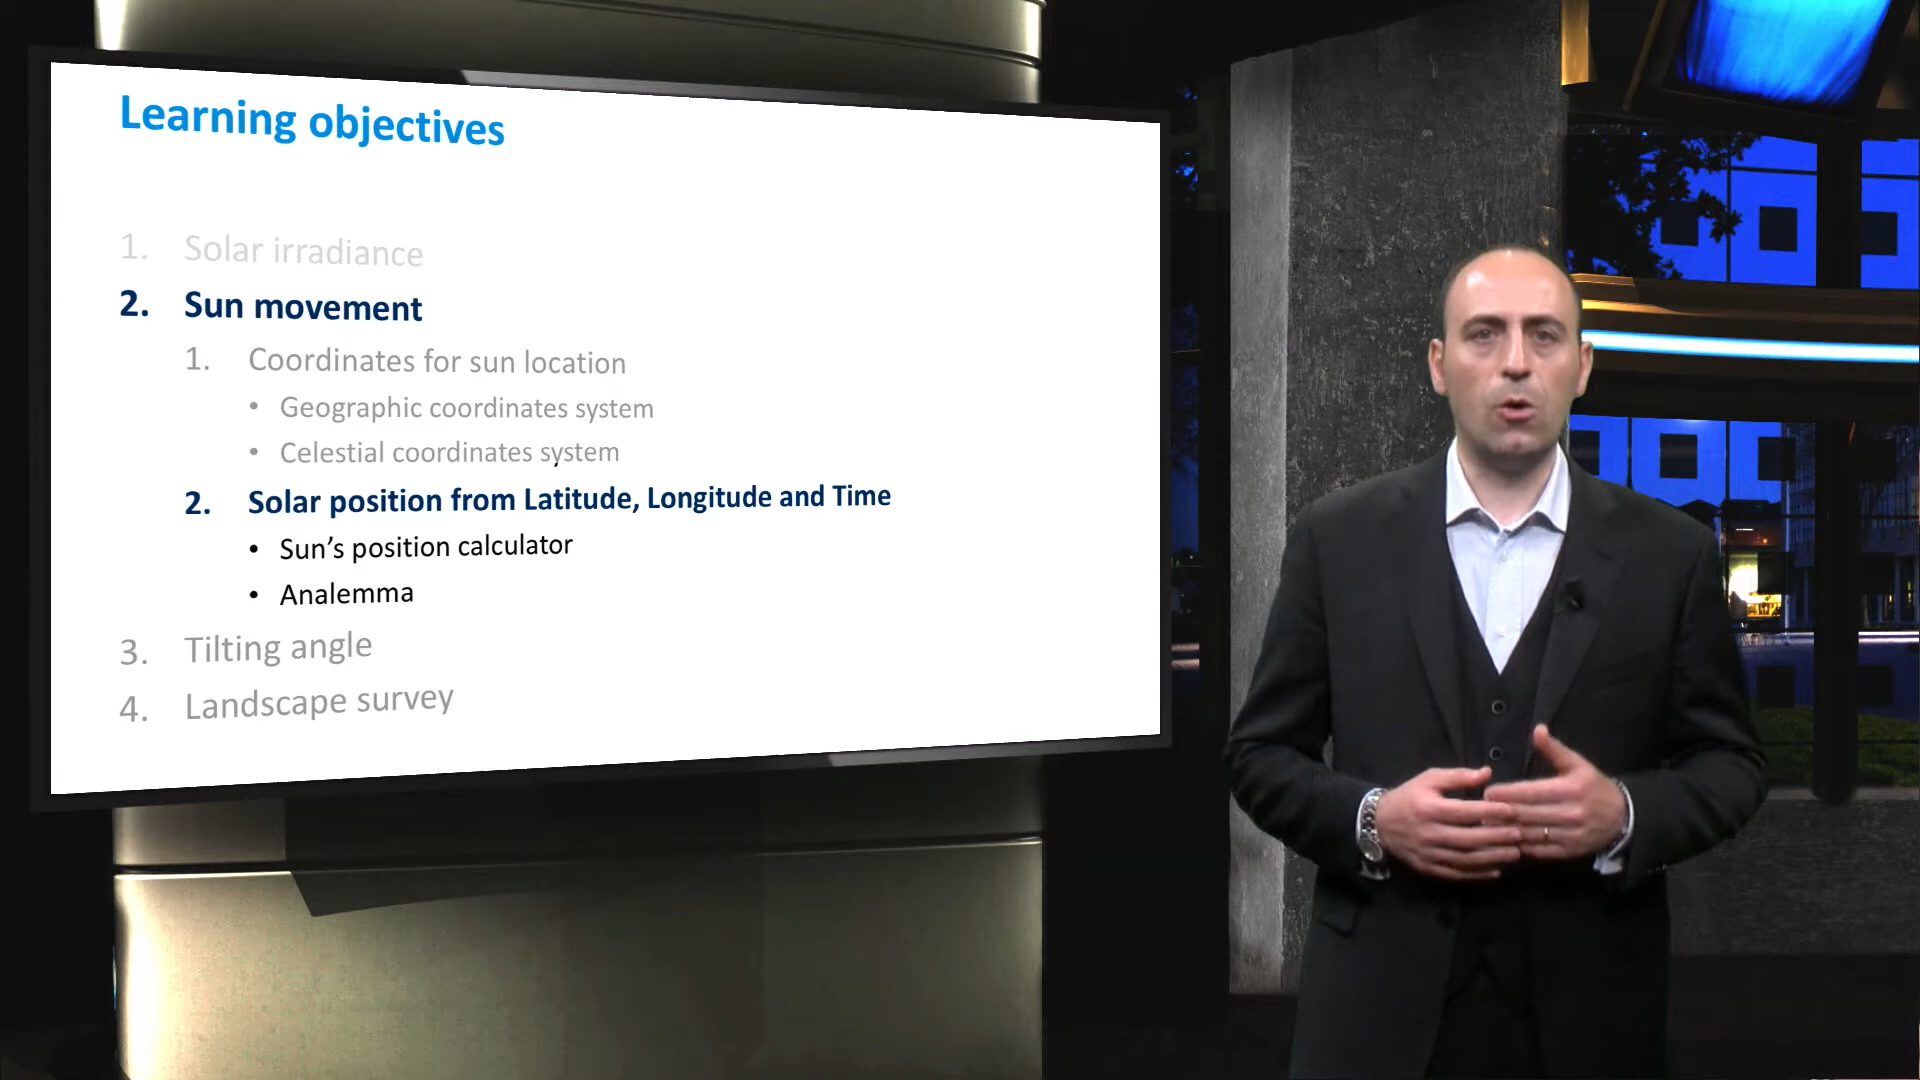 Learning objectives
1. Solar irradiance
2. Sun movement
1. Coordinates for sun location
• Geographic coordinates system
• Celestial coordinates system
2. Solar position from Latitude, Longitude and Time
• Sun’s position calculator
• Analemma
3. Tilting angle
4. Landscape survey